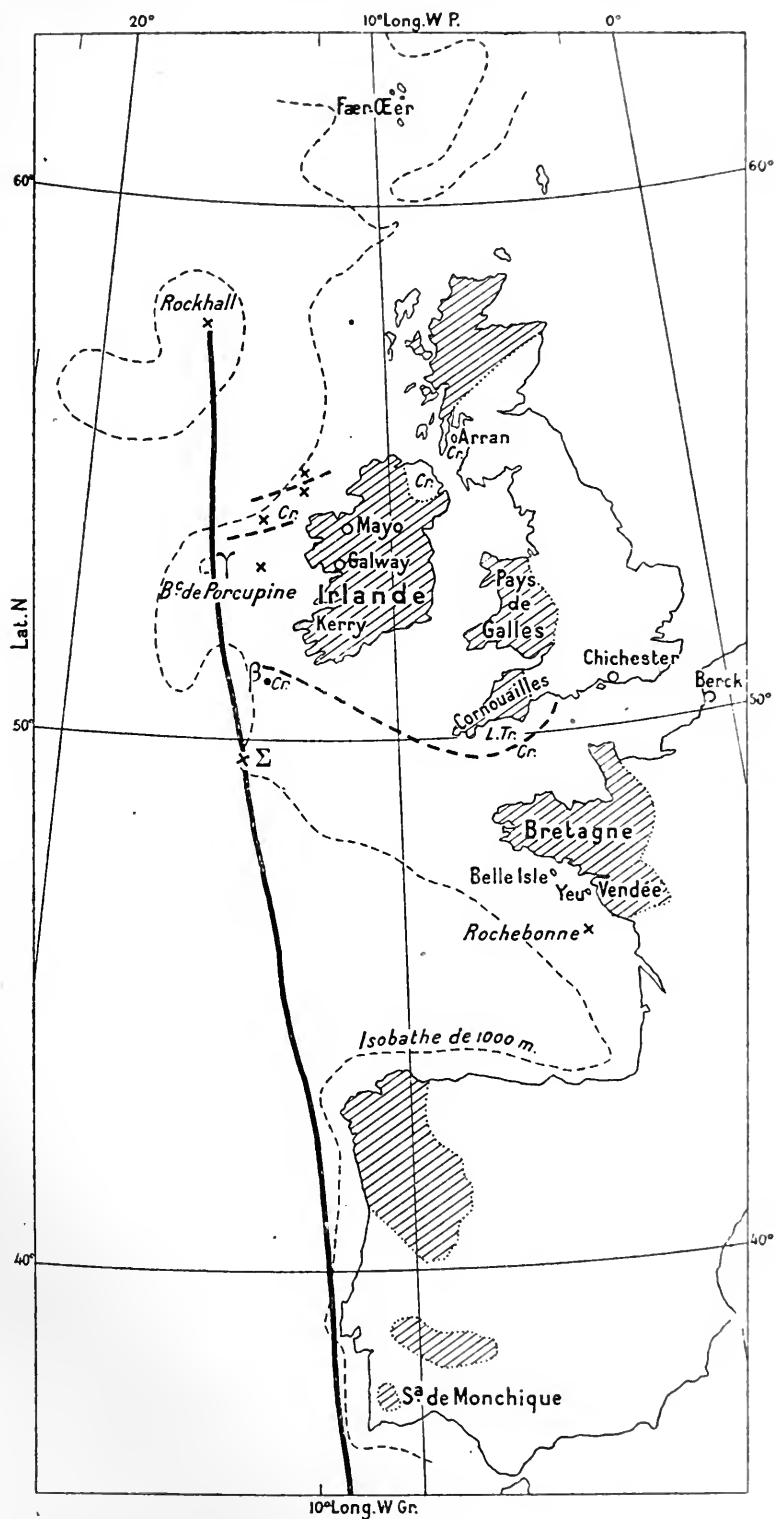 20° 10° Long. W P. 0°
Fær.Œer
60° 60°
Rockhall
Arran
Cr.
Cr.
Cr.
Mayo
Galway
ϒ
Bc de Porcupine
Irlande
Pays
de
Galles
Kerry
Lat. N
Chichester
β Cr.
Berck
Cornouailles
50° 50°
L.Tr.
Cr.
Σ
Bretagne
Belle Isle
Yeu Vendée
Rochebonne
Isobathe de 1000 m.
40° 40°
Sa de Monchique
10° Long. W Gr.